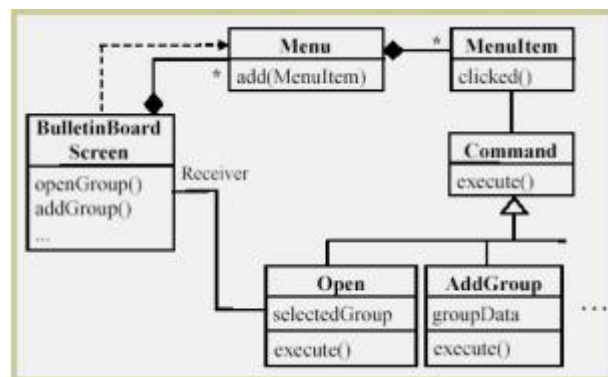 Menu
add(MenuItem)
*
*
MenuItem
clicked()
BulletinBoard
Screen
openGroup()
addGroup()
...
Receiver
Command
execute()
Open
selectedGroup
execute()
AddGroup
groupData
execute()
...